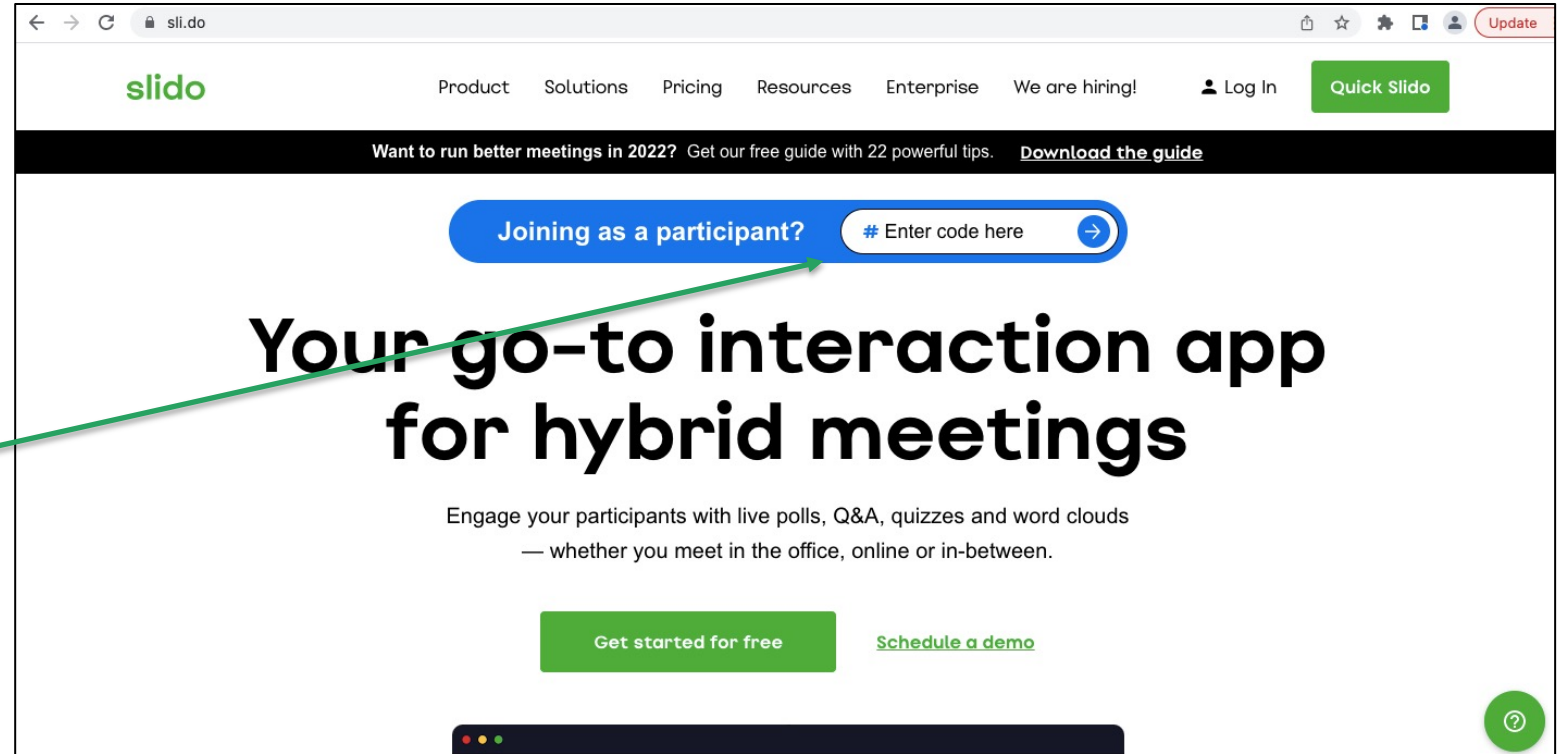 sli.do
Update
slido
Product Solutions Pricing Resources Enterprise We are hiring! Log In Quick Slido
Want to run better meetings in 2022? Get our free guide with 22 powerful tips. Download the guide
Joining as a participant? # Enter code here
Your go-to interaction app
for hybrid meetings
Engage your participants with live polls, Q&A, quizzes and word clouds
— whether you meet in the office, online or in-between.
Get started for free Schedule a demo